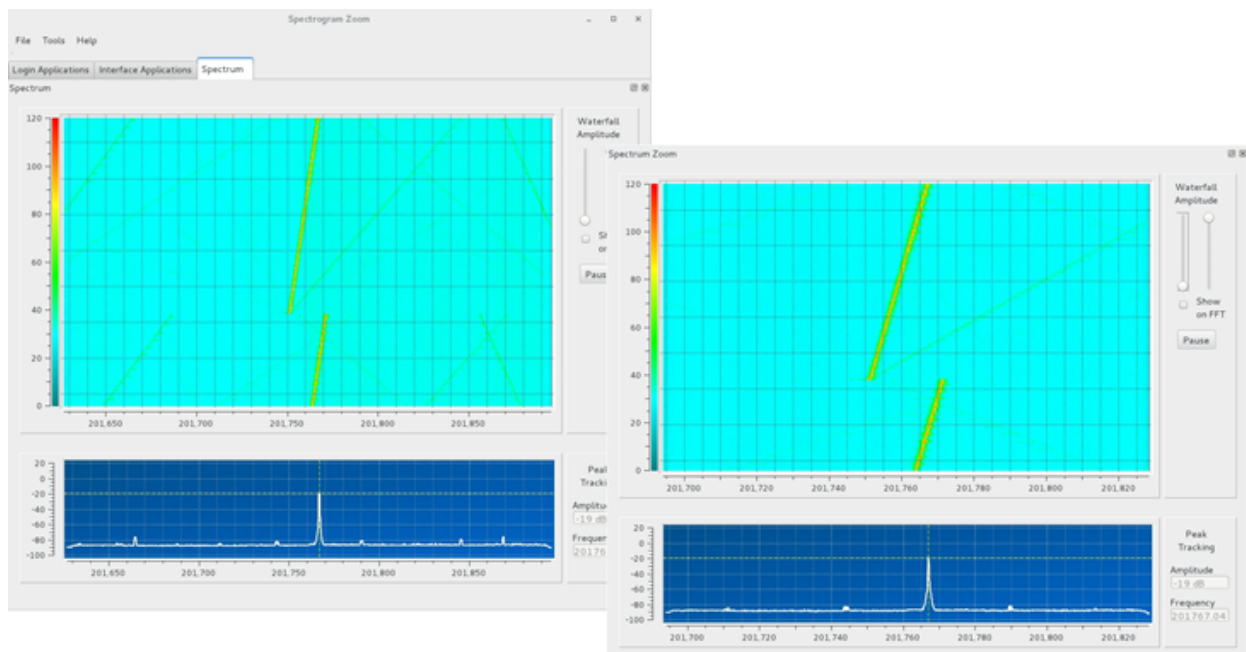 Spectrogram Zoom
File Tools Help
Login Applications Interface Applications Spectrum
Spectrum
120
100
80
60
40
20
0
201,650 201,700 201,750 201,800 201,850
Waterfall
Amplitude
20
0
-20
-40
-60
-80
-100
201,650 201,700 201,750 201,800 201,850
Amplitu
-19 dB
Frequen
20176
Spectrum Zoom
120
100
80
60
40
20
0
201,700 201,720 201,740 201,760 201,780 201,800 201,820
Waterfall
Amplitude
Show
on FFT
Pause
20
0
-20
-40
-60
-80
-100
201,700 201,720 201,740 201,760 201,780 201,800 201,820
Peak
Tracking
Amplitude
-19 dB
Frequency
201767.04